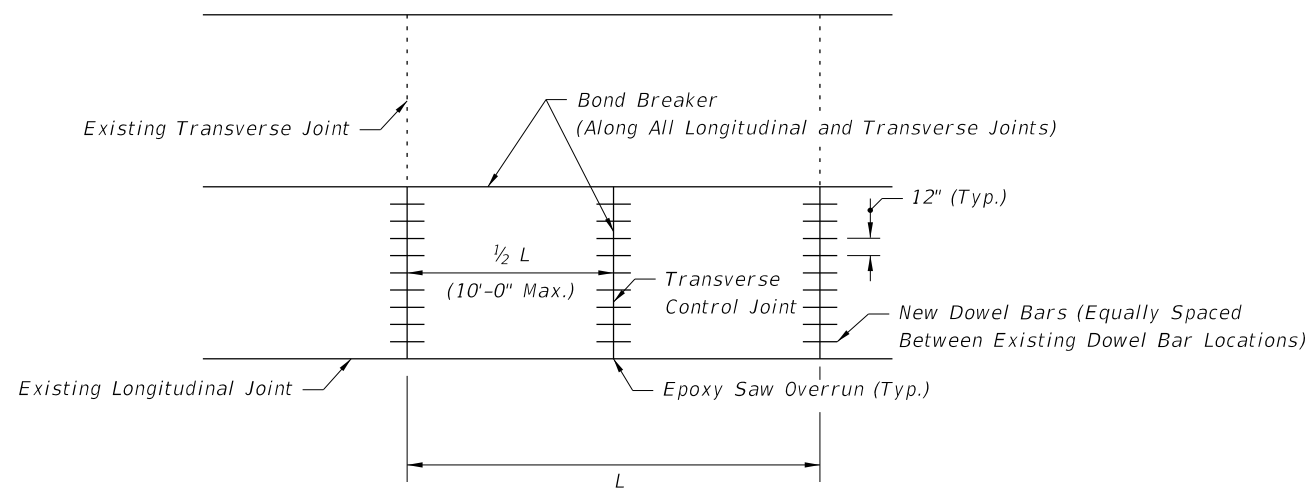 Bond Breaker
(Along All Longitudinal and Transverse Joints)
Existing Transverse Joint
12" (Typ.)
½ L
(10'-0" Max.)
Transverse
Control Joint
New Dowel Bars (Equally Spaced
Between Existing Dowel Bar Locations)
Existing Longitudinal Joint
Epoxy Saw Overrun (Typ.)
L